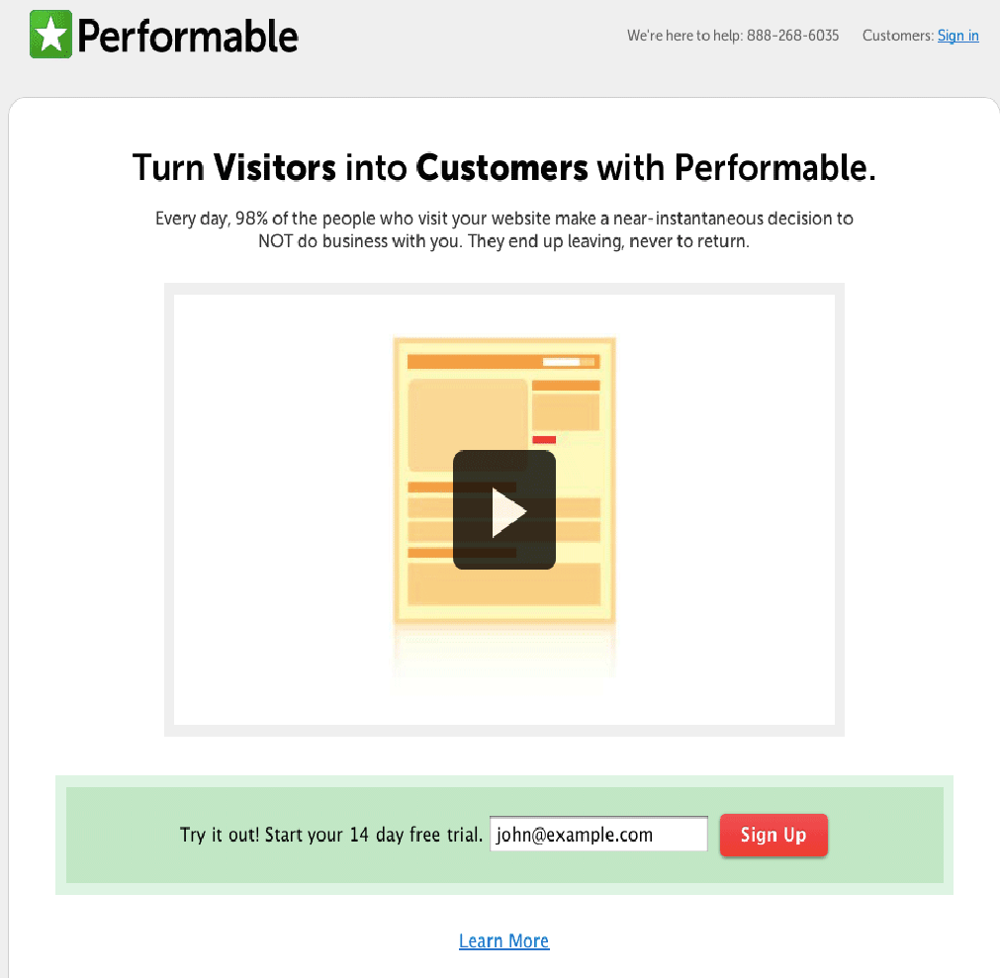 Performable
We're here to help: 888-268-6035 Customers: Sign in
Turn Visitors into Customers with Performable.
Every day, 98% of the people who visit your website make a near-instantaneous decision to
NOT do business with you. They end up leaving, never to return.
Try it out! Start your 14 day free trial. john@example.com Sign Up
Learn More